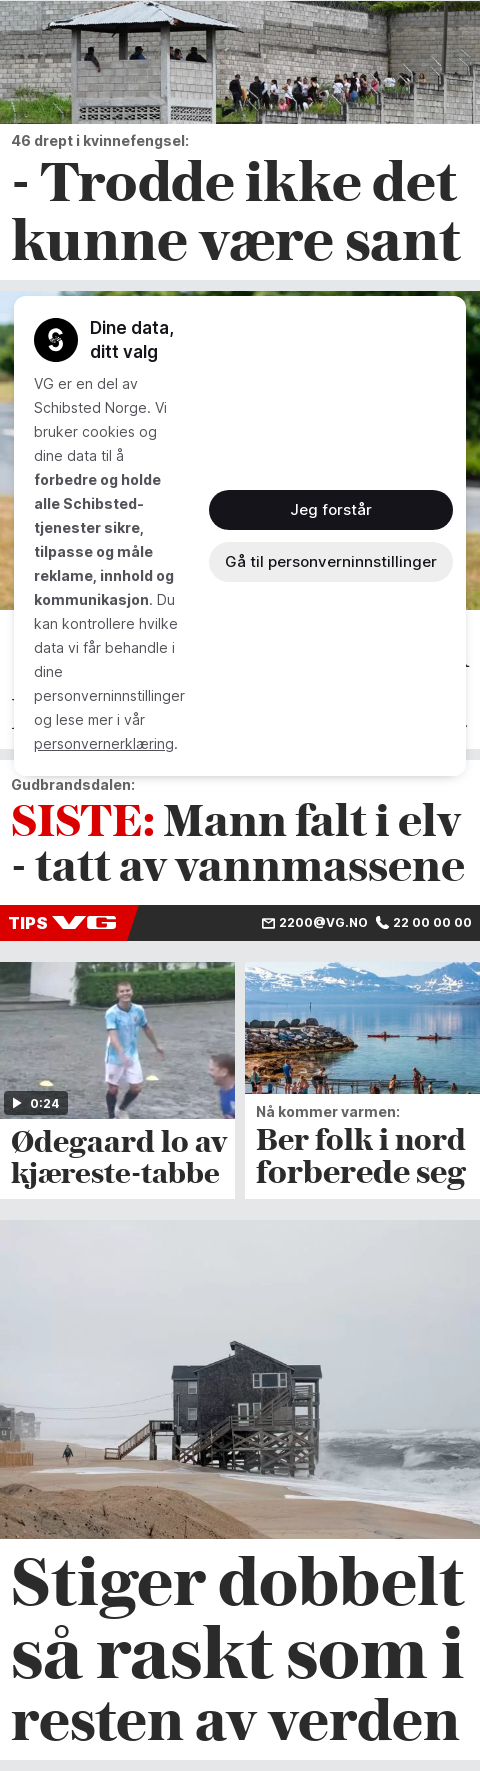 46 drept i kvinnefengsel:
- Trodde ikke det
kunne være sant
Dine data,
ditt valg
VG er en del av
Schibsted Norge. Vi
bruker cookies og
dine data til å
forbedre og holde
alle Schibsted-
tjenester sikre,
tilpasse og måle
reklame, innhold og
kommunikasjon. Du
kan kontrollere hvilke
data vi får behandle i
dine
personverninnstillinger
og lese mer i vår
personvernerklæring.
Jeg forstår
Gå til personverninnstillinger
Gudbrandsdalen:
SISTE: Mann falt i elv
- tatt av vannmassene
TIPS VG 2200@VG.NO 22 00 00 00
0:24
Ødegaard lo av
kjæreste-tabbe
Nå kommer varmen:
Ber folk i nord
forberede seg
Stiger dobbelt
så raskt som i
resten av verden